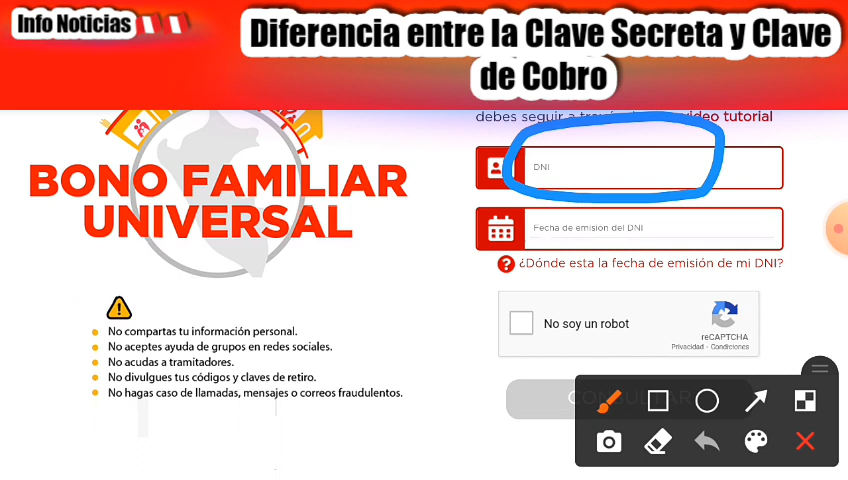 Info Noticias
Diferencia entre la Clave Secreta y Clave
de Cobro
debes seguir a través video tutorial
BONO FAMILIAR
UNIVERSAL
DNI
Fecha de emisión del DNI
¿Dónde esta la fecha de emisión de mi DNI?
No soy un robot
reCAPTCHA
Privacidad - Condiciones
No compartas tu información personal.
No aceptes ayuda de grupos en redes sociales.
No acudas a tramitadores.
No divulgues tus códigos y claves de retiro.
No hagas caso de llamadas, mensajes o correos fraudulentos.
CONSULTAR